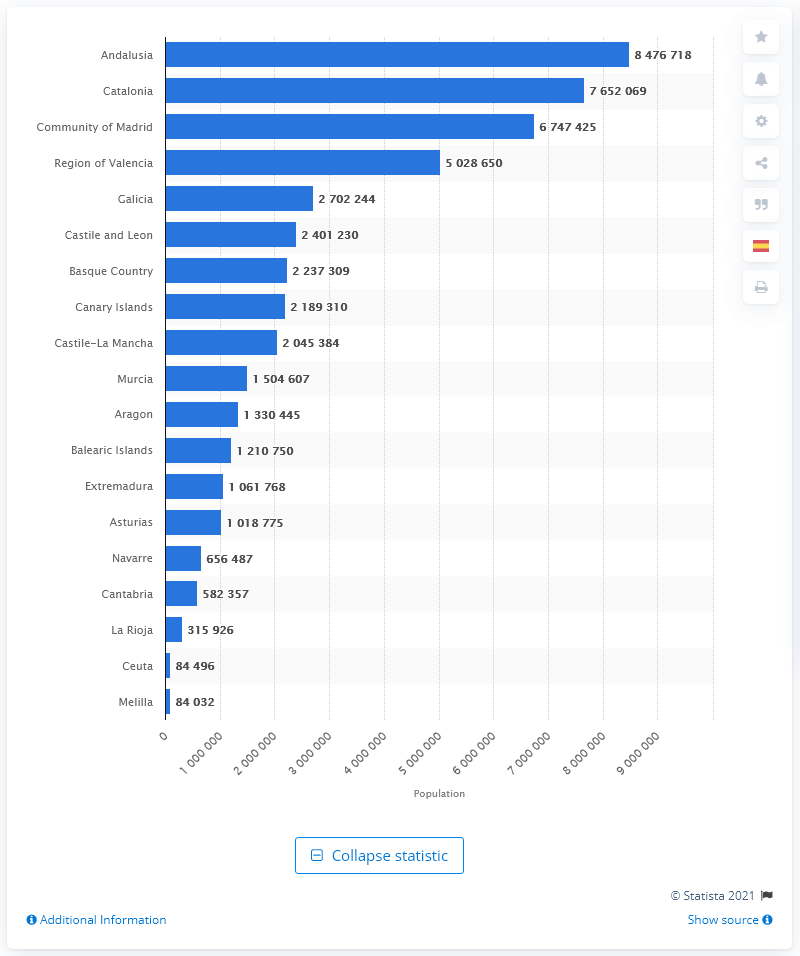 Andalusia 8 476 718
Catalonia 7 652 069
Community of Madrid 6 747 425
Region of Valencia 5 028 650
Galicia 2 702 244
Castile and Leon 2 401 230
Basque Country 2 237 309
Canary Islands 2 189 310
Castile-La Mancha 2 045 384
Murcia 1 504 607
Aragon 1 330 445
Balearic Islands 1 210 750
Extremadura 1 061 768
Asturias 1 018 775
Navarre 656 487
Cantabria 582 357
La Rioja 315 926
Ceuta 84 496
Melilla 84 032
0 1 000 000 2 000 000 3 000 000 4 000 000 5 000 000 6 000 000 7 000 000 8 000 000 9 000 000
Population
Collapse statistic
© Statista 2021
Additional Information Show source